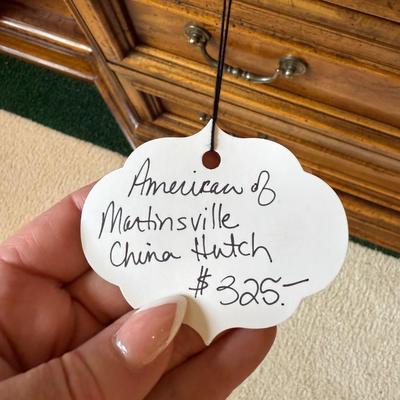 American of
Martinsville
China Hutch
$325.-